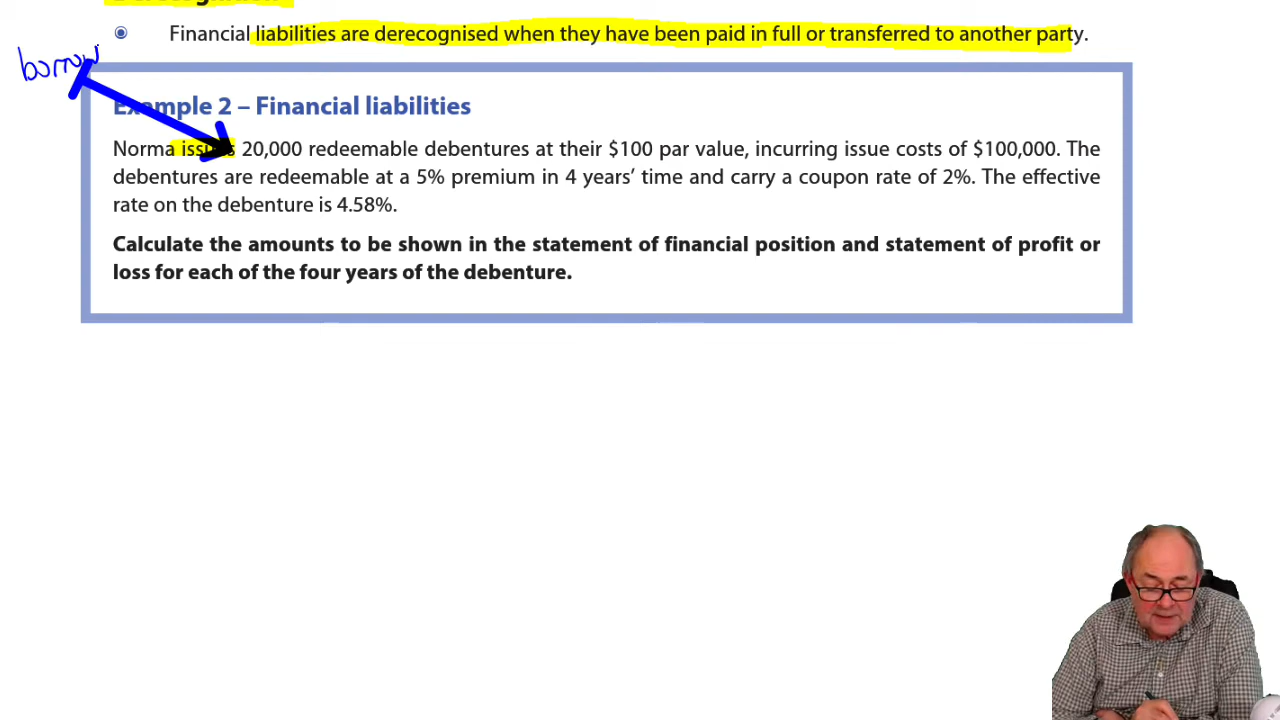 Financial liabilities are derecognised when they have been paid in full or transferred to another party.
borrow
Example 2 – Financial liabilities
Norma issues 20,000 redeemable debentures at their $100 par value, incurring issue costs of $100,000. The
debentures are redeemable at a 5% premium in 4 years’ time and carry a coupon rate of 2%. The effective
rate on the debenture is 4.58%.
Calculate the amounts to be shown in the statement of financial position and statement of profit or
loss for each of the four years of the debenture.